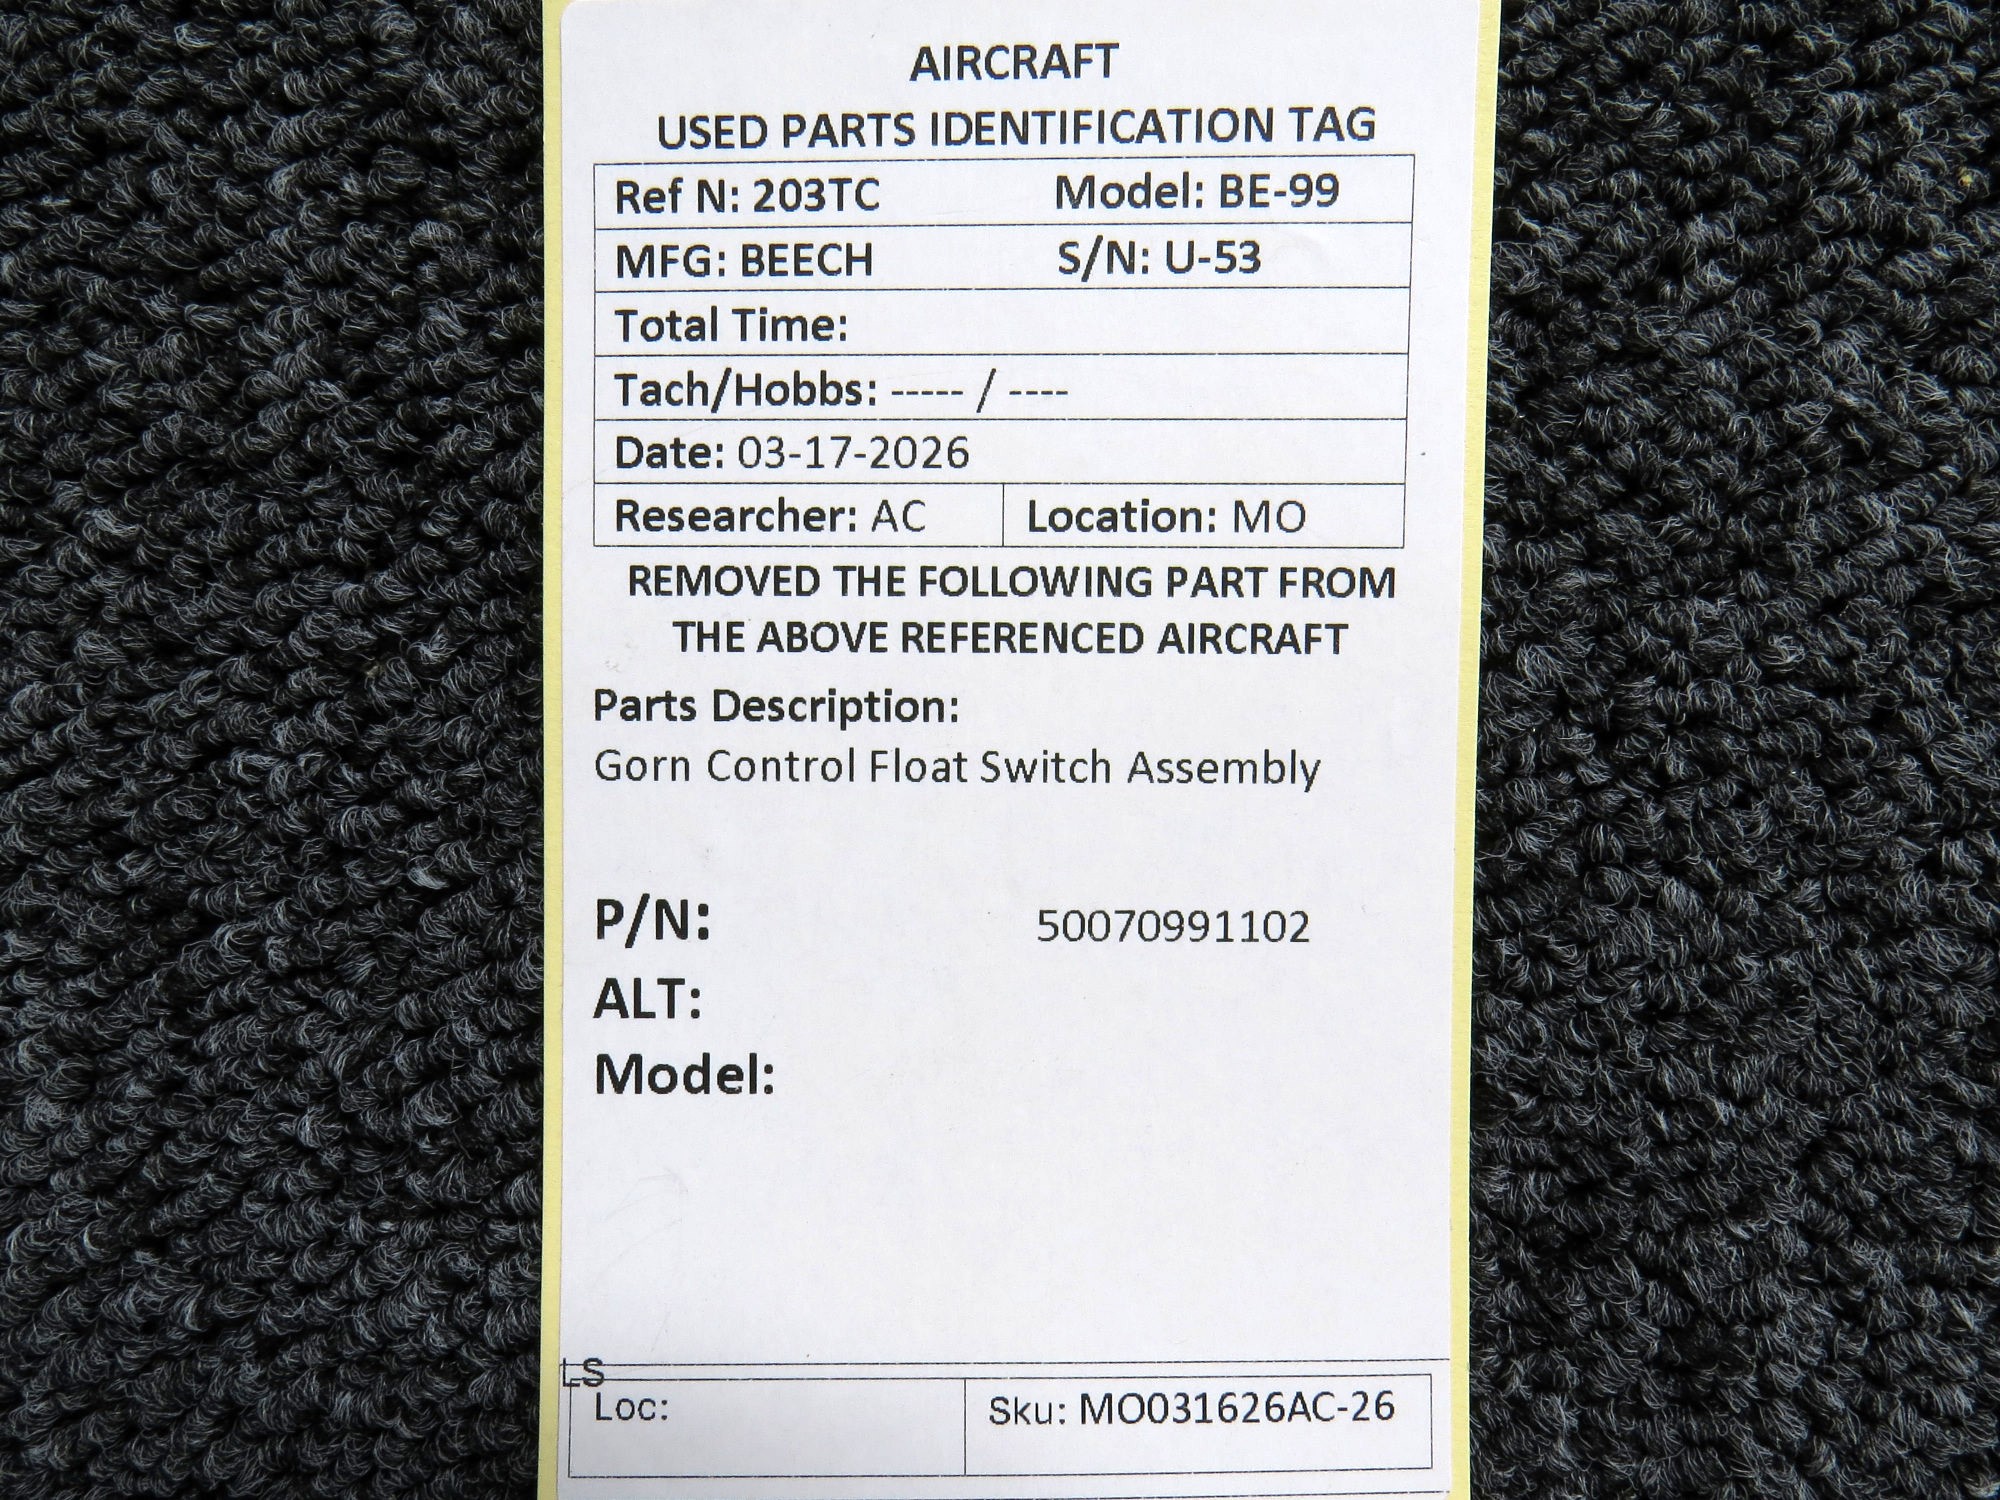 AIRCRAFT
USED PARTS IDENTIFICATION TAG
Ref N: 203TC Model: BE-99
MFG: BEECH S/N: U-53
Total Time:
Tach/Hobbs: ----- / ----
Date: 03-17-2026
Researcher: AC Location: MO
REMOVED THE FOLLOWING PART FROM
THE ABOVE REFERENCED AIRCRAFT
Parts Description:
Gorn Control Float Switch Assembly
P/N: 50070991102
ALT:
Model:
LS
Loc: Sku: MO031626AC-26